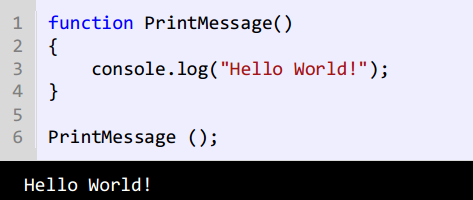 1 function PrintMessage()
2 {
3     console.log("Hello World!");
4 }
5
6 PrintMessage ();
Hello World!